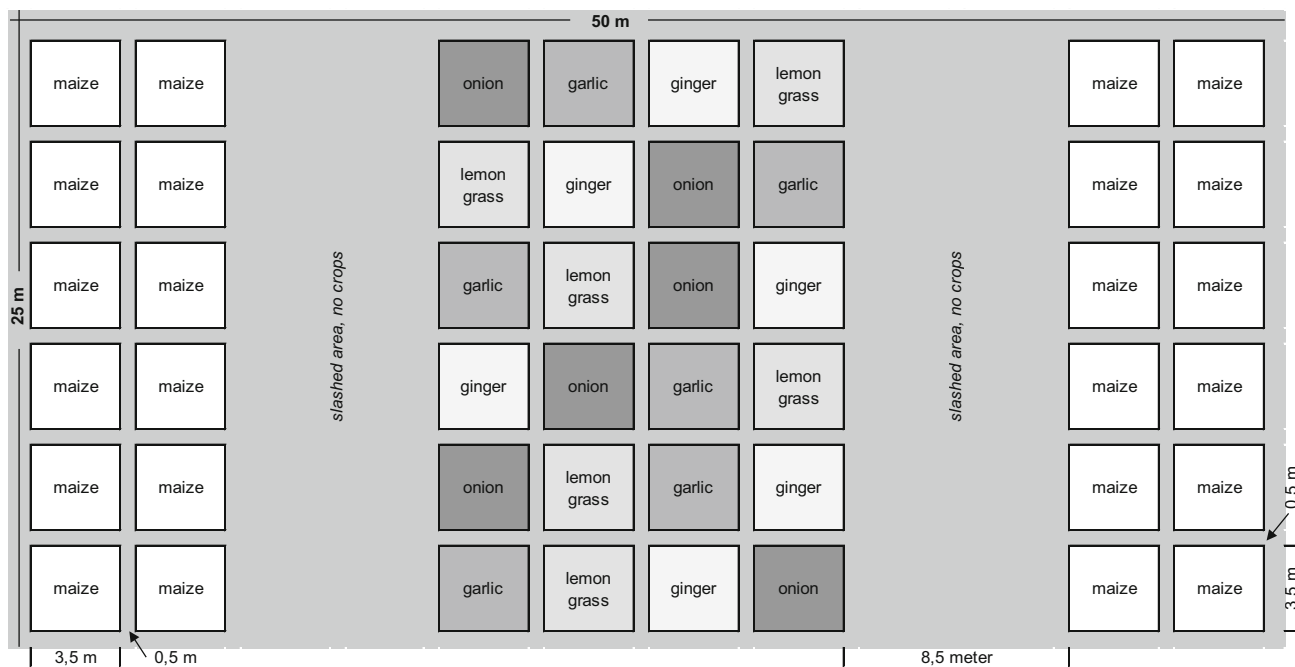 50 m
maize maize onion garlic ginger lemon grass maize maize
maize maize lemon grass ginger onion garlic maize maize
maize maize garlic lemon grass onion ginger maize maize
25 m
slashed area, no crops
slashed area, no crops
maize maize ginger onion garlic lemon grass maize maize
maize maize onion lemon grass garlic ginger maize maize
0,5 m
maize maize garlic lemon grass ginger onion maize maize
3,5 m
3,5 m 0,5 m 8,5 meter